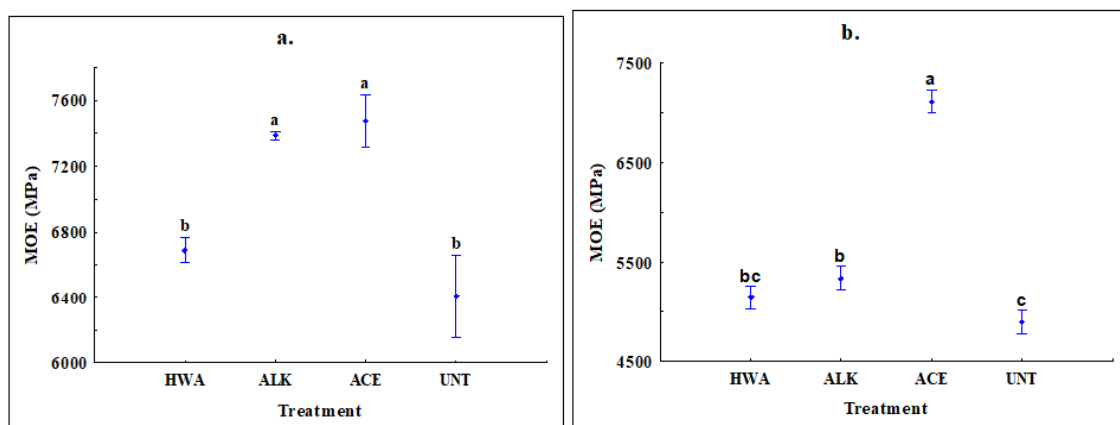 a.
MOE (MPa)
7600
7200
6800
6400
6000
b
a
a
b
HWA ALK ACE UNT
Treatment
b.
MOE (MPa)
7500
6500
5500
4500
bc
b
a
c
HWA ALK ACE UNT
Treatment